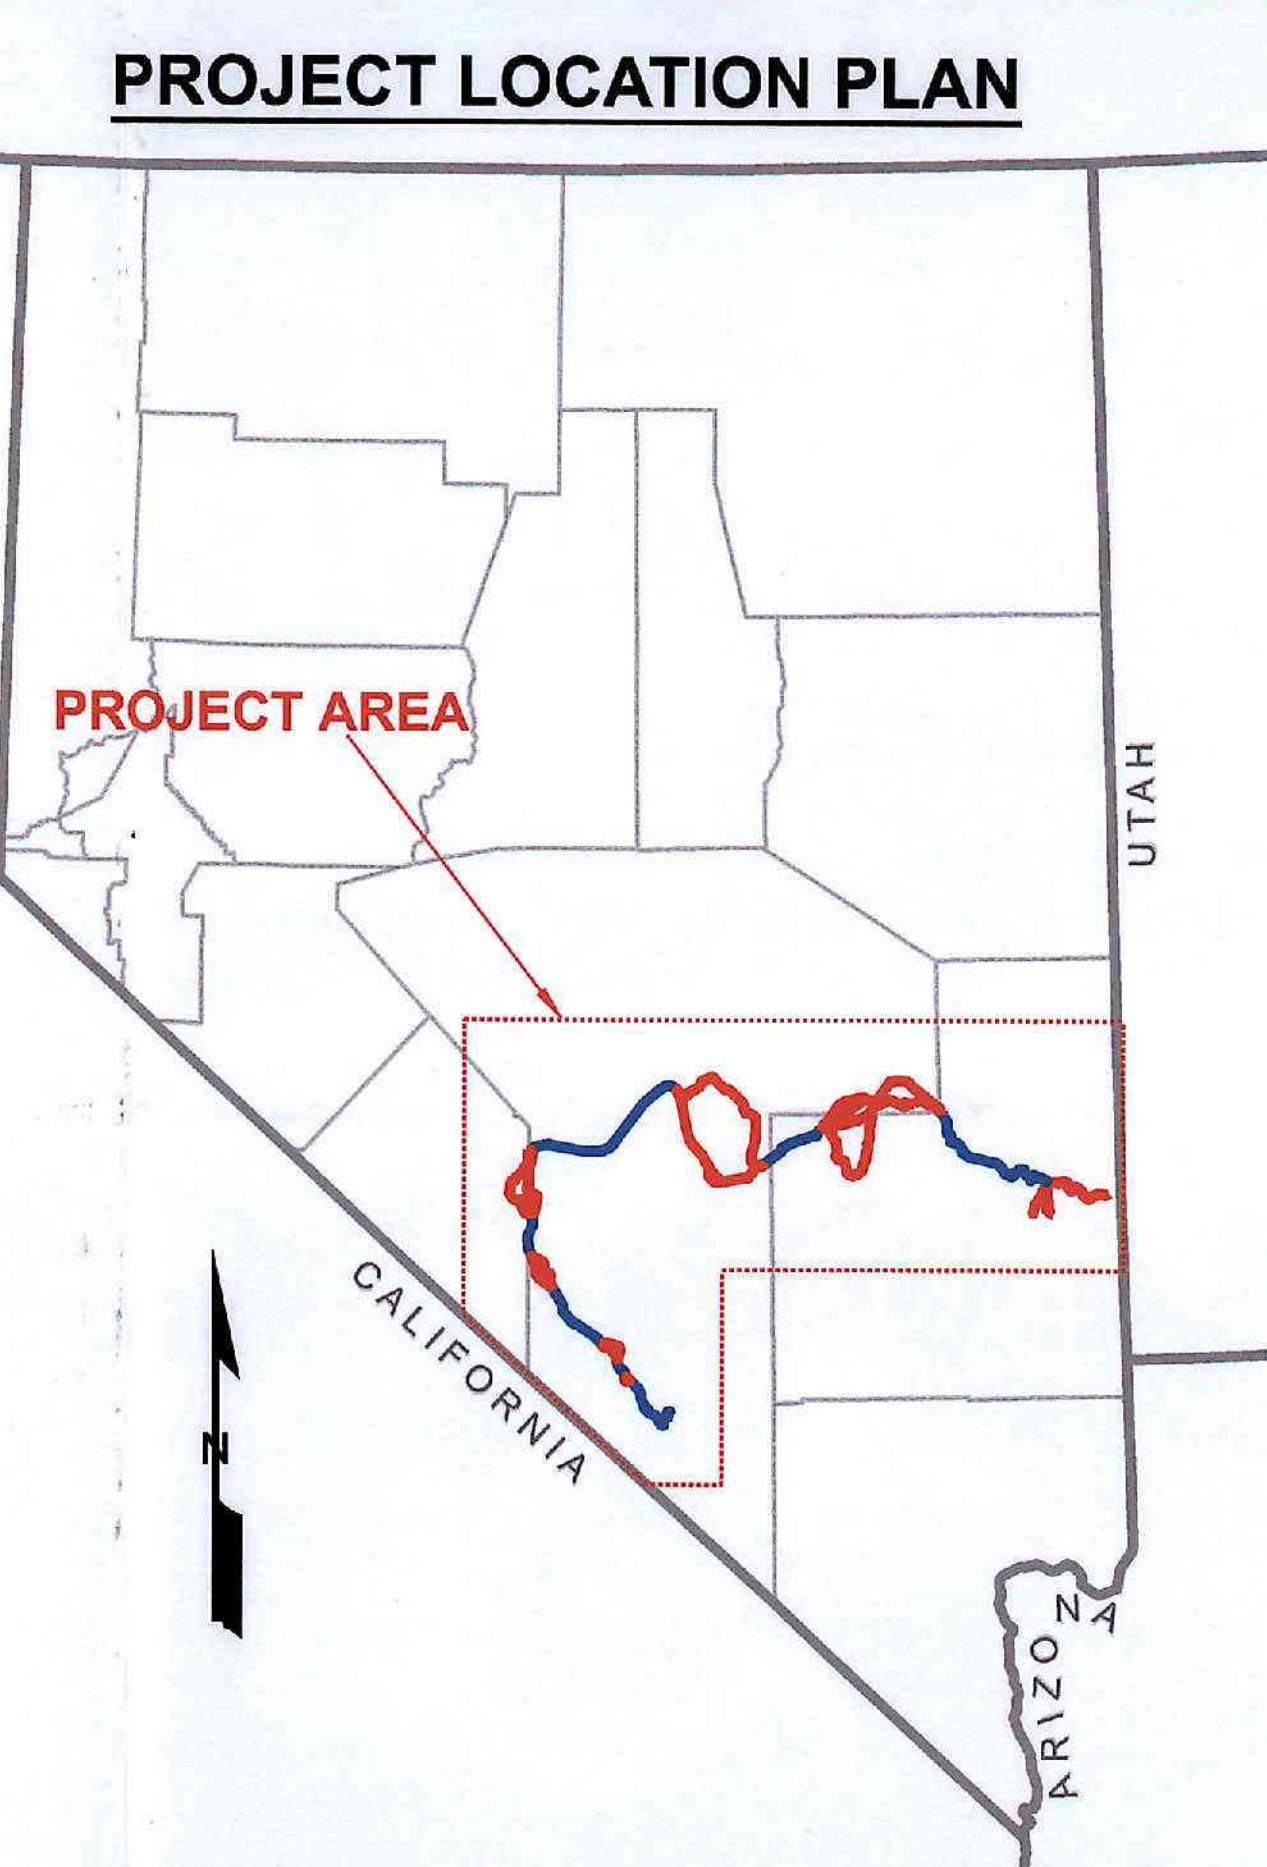 PROJECT LOCATION PLAN
PROJECT AREA
UTAH
CALIFORNIA
N
ARIZONA